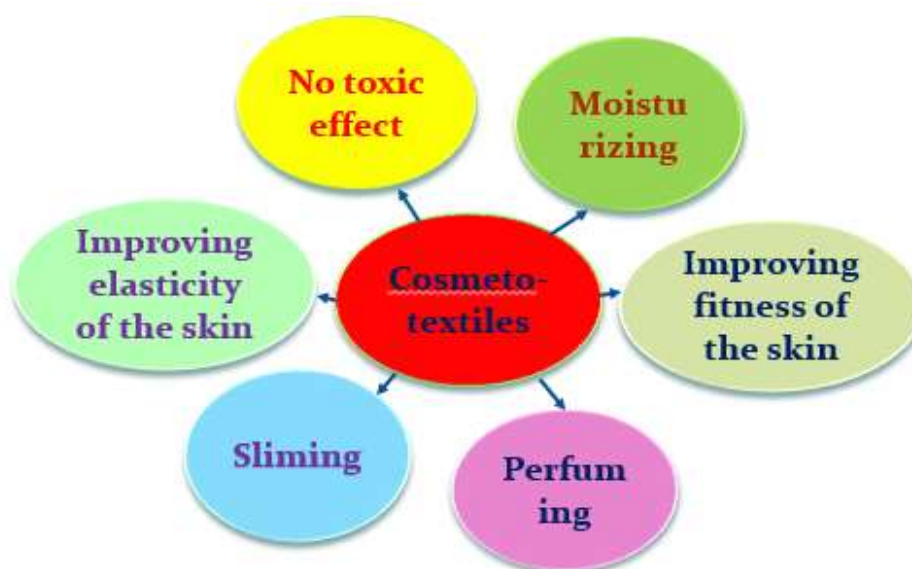 No toxic
effect
Moistu
rizing
Improving
elasticity
of the skin
Cosmeto-
textiles
Improving
fitness of
the skin
Sliming
Perfum
ing